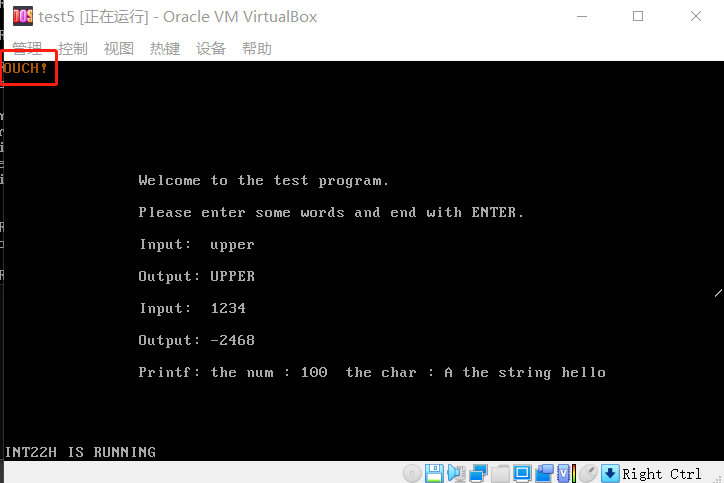 test5 [正在运行] - Oracle VM VirtualBox
管理 控制 视图 热键 设备 帮助
OUCH!
Welcome to the test program.
Please enter some words and end with ENTER.
Input: upper
Output: UPPER
Input: 1234
Output: -2468
Printf: the num : 100 the char : A the string hello
INT22H IS RUNNING
Right Ctrl